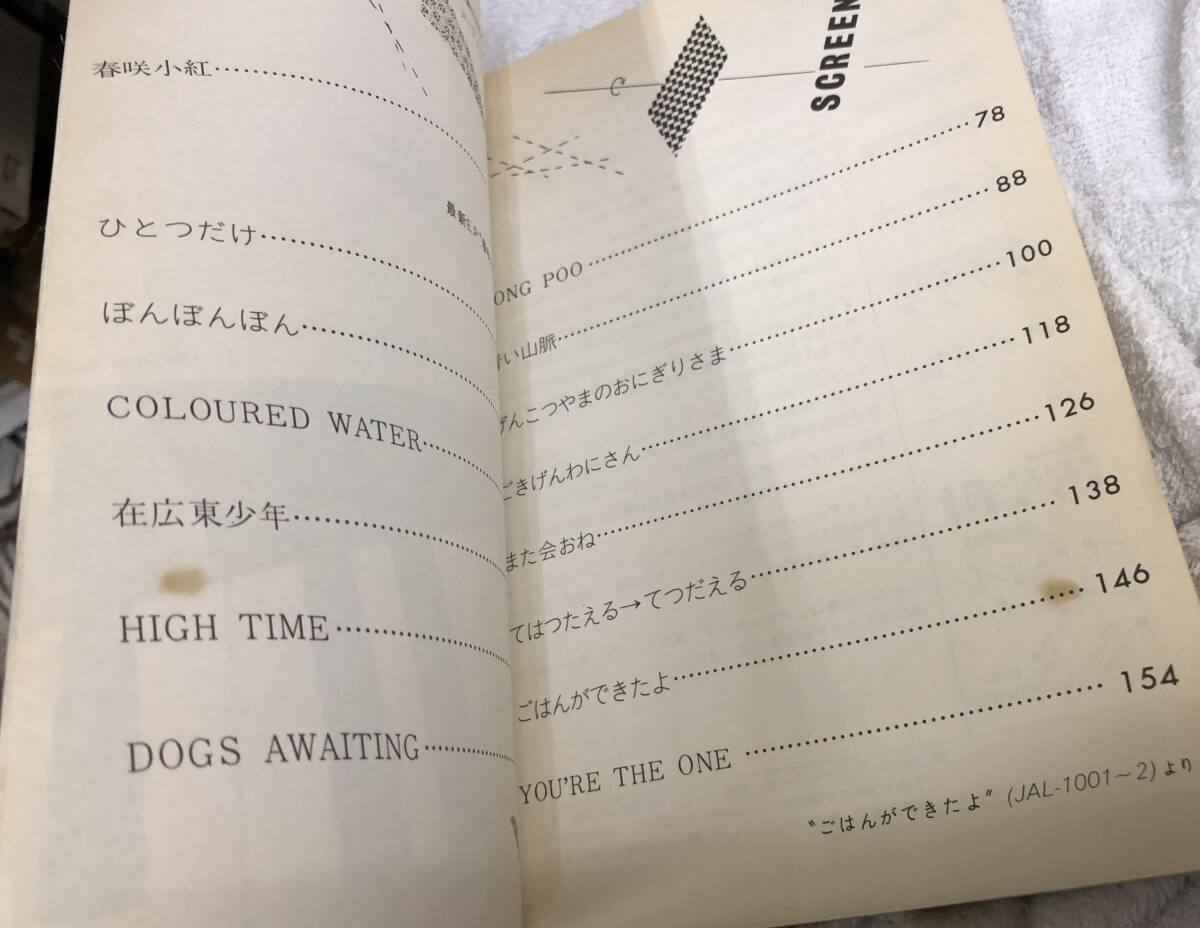 春咲小紅
最新E.P.
ひとつだけ
ぼんぼんぼん
COLOURED WATER
在広東少年
HIGH TIME
DOGS AWAITING
SCREEN
ONG POO 78
い山脈 88
げんこつやまのおにぎりさま 100
ごきげんわにさん 118
また会おね 126
てはつたえる→てつだえる 138
ごはんができたよ 146
YOU'RE THE ONE 154
〝ごはんができたよ〟(JAL-1001～2)より